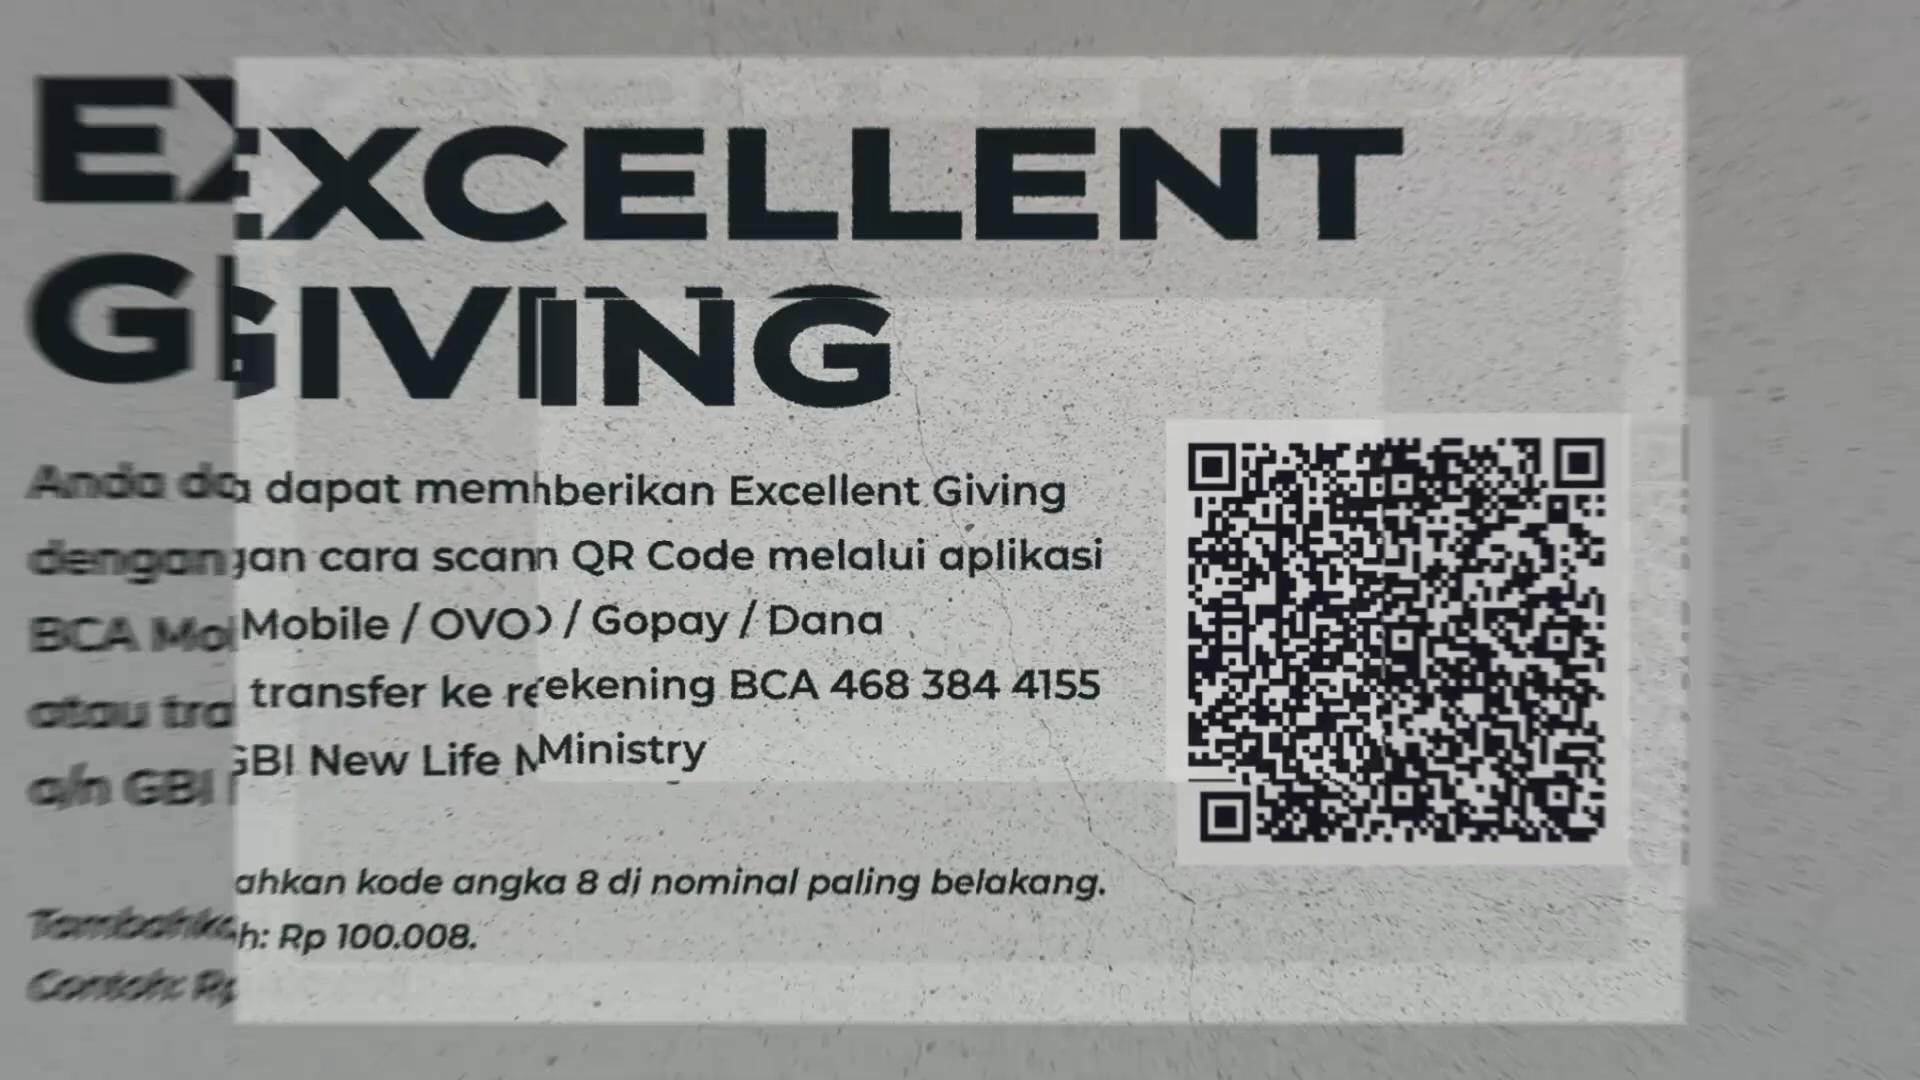 EXCELLENT
GIVING
Anda dapat memberikan Excellent Giving
dengan cara scan QR Code melalui aplikasi
BCA Mobile / OVO / Gopay / Dana
atau transfer ke rekening BCA 468 384 4155
a/n GBI New Life Ministry
Tambahkan kode angka 8 di nominal paling belakang.
Contoh: Rp 100.008.